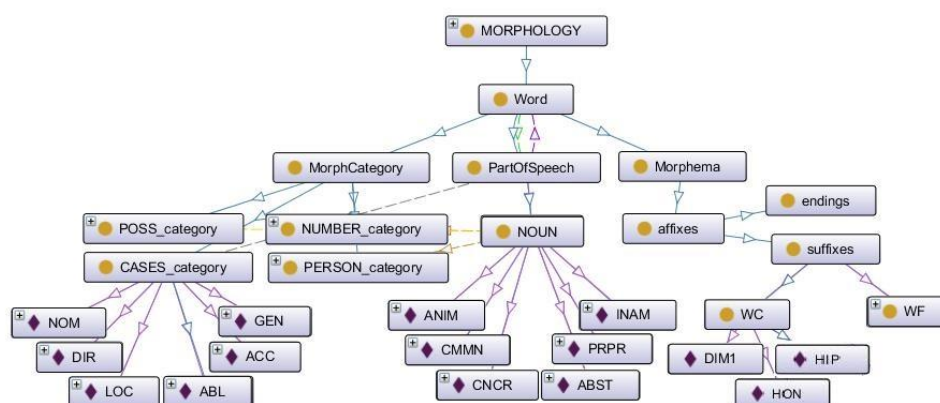 MORPHOLOGY
Word
MorphCategory
PartOfSpeech
Morphema
endings
POSS_category
NUMBER_category
NOUN
affixes
suffixes
CASES_category
PERSON_category
NOM
GEN
ANIM
INAM
WC
WF
DIR
ACC
CMMN
PRPR
DIM1
HIP
LOC
ABL
CNCR
ABST
HON